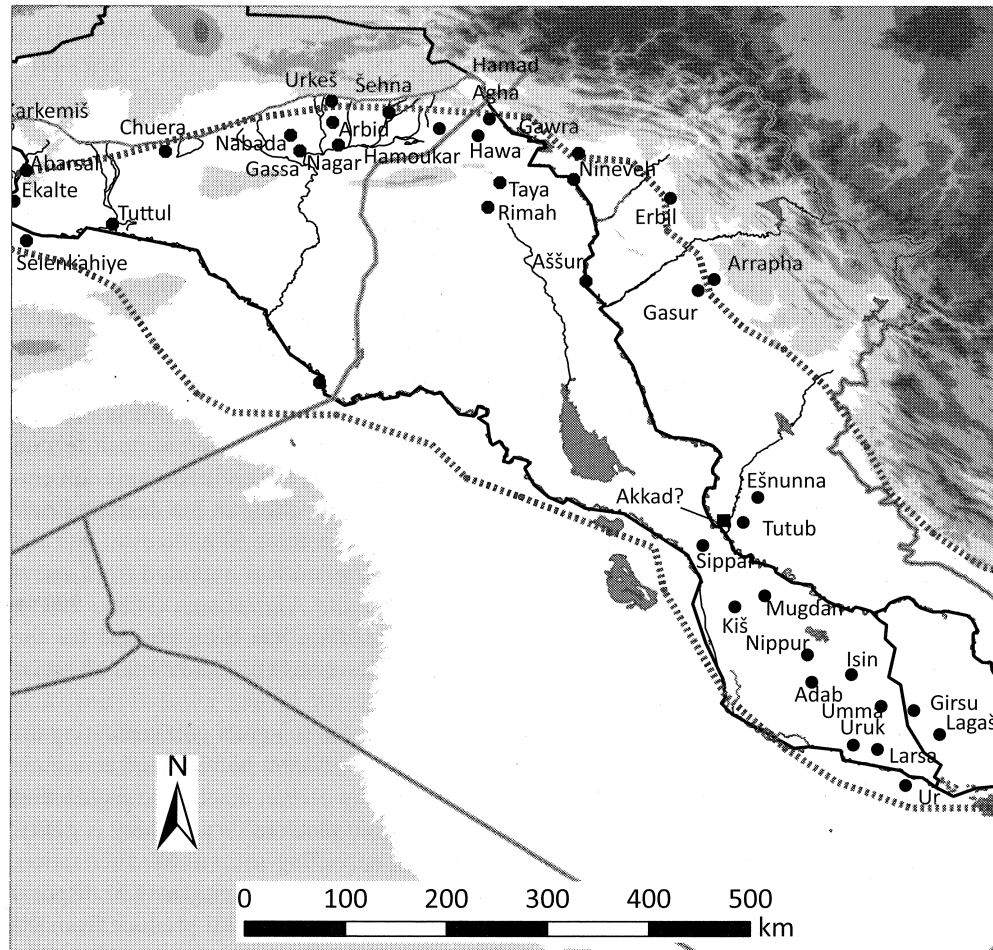 Hamad
Agha
Urkeš
Šehna
Karkemiš
Chuera
Nabada
Arbid
Gawra
Gassa
Nagar
Hamoukar
Hawa
Abarsal
Nineveh
Ekalte
Taya
Tuttul
Rimah
Erbil
Selenkahiye
Aššur
Arrapha
Gasur
Ešnunna
Akkad?
Tutub
Sippar
Mugdan
Kiš
Nippur
Isin
Adab
Umma
Girsu
Uruk
Lagaš
Larsa
Ur
N
0 100 200 300 400 500
km